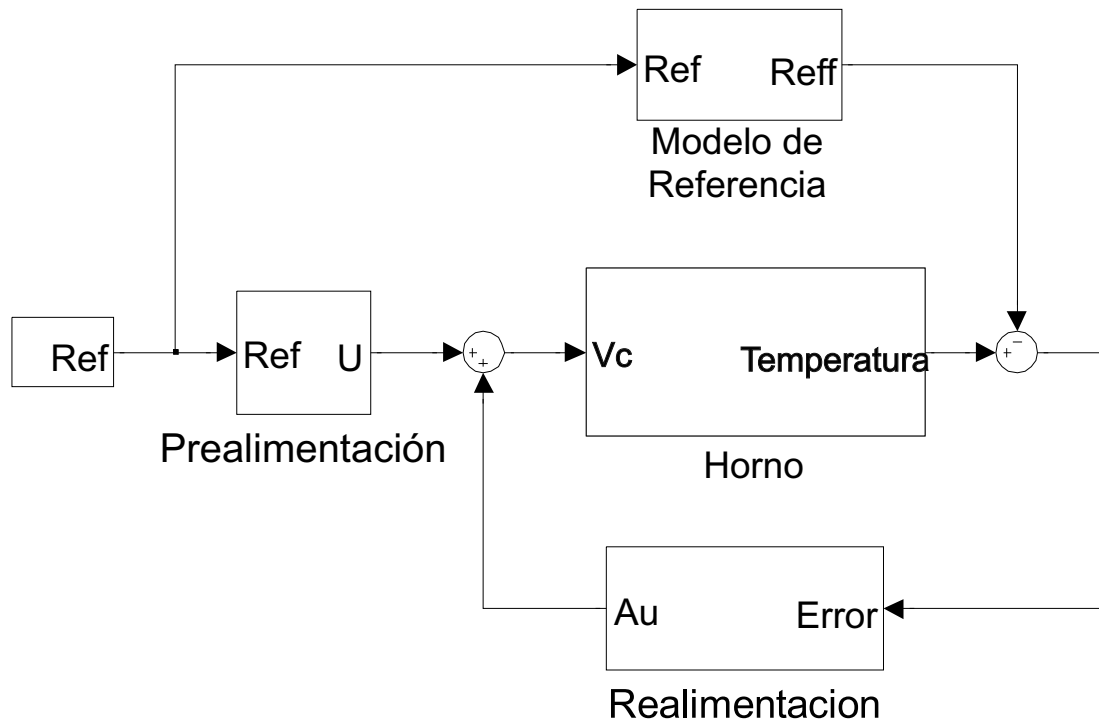 Ref Reff
Modelo de
Referencia
Ref
Ref U
Prealimentación
+
+
Vc Temperatura
Horno
−
+
Au Error
Realimentacion